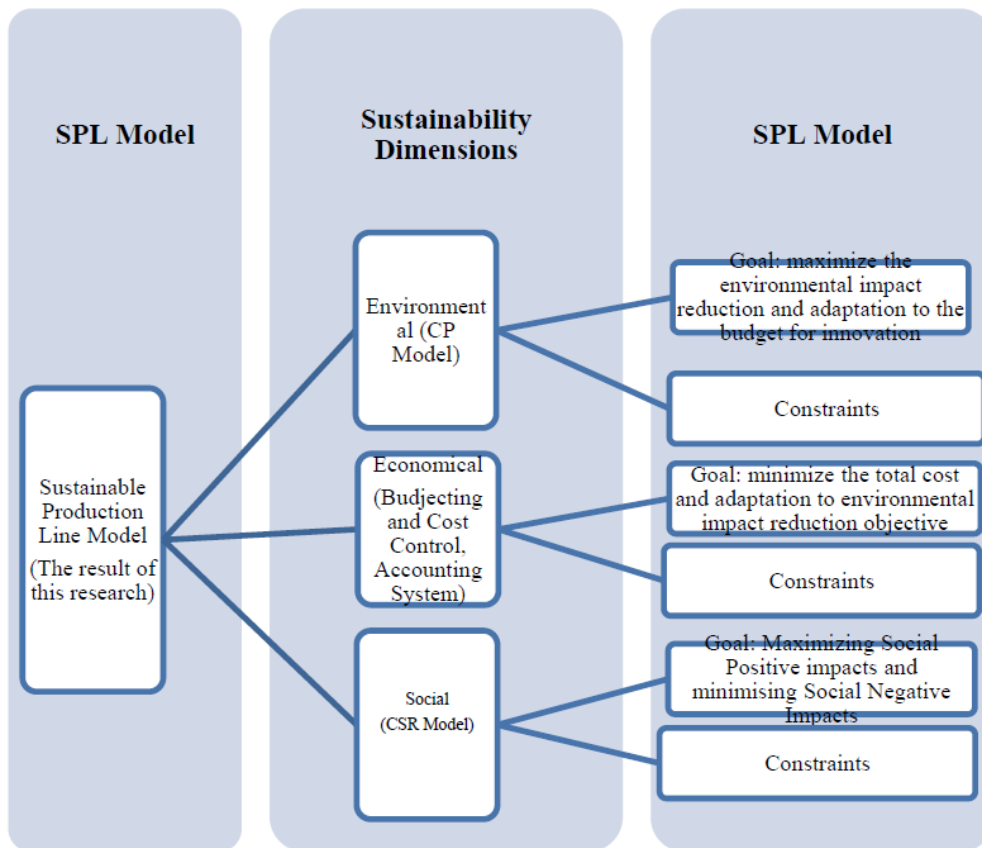 SPL Model
Sustainable
Production
Line Model
(The result of
this research)
Sustainability
Dimensions
Environment
al (CP
Model)
Economical
(Budjecting
and Cost
Control,
Accounting
System)
Social
(CSR Model)
SPL Model
Goal: maximize the
environmental impact
reduction and adaptation to the
budget for innovation
Constraints
Goal: minimize the total cost
and adaptation to environmental
impact reduction objective
Constraints
Goal: Maximizing Social
Positive impacts and
minimising Social Negative
Impacts
Constraints